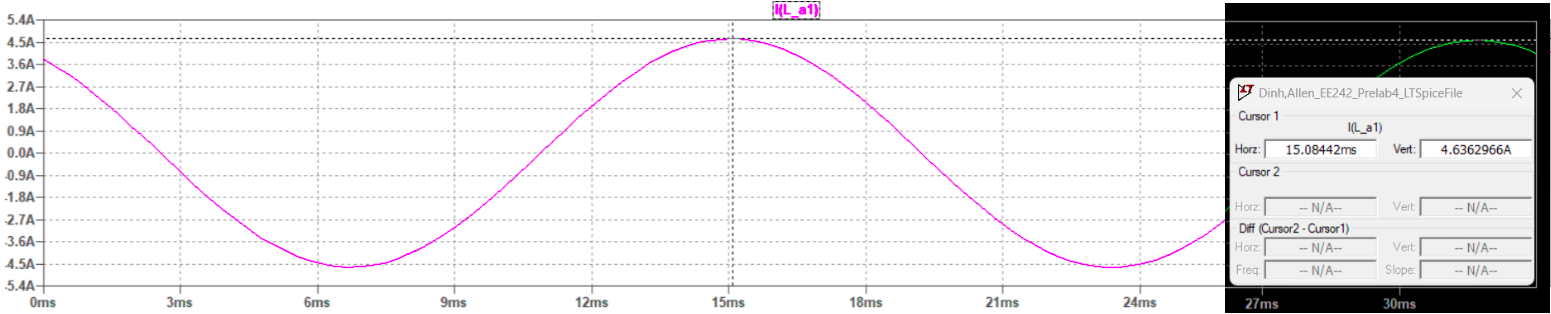 I(L_a1)
5.4A
4.5A
3.6A
2.7A
1.8A
0.9A
0.0A
-0.9A
-1.8A
-2.7A
-3.6A
-4.5A
-5.4A
0ms 3ms 6ms 9ms 12ms 15ms 18ms 21ms 24ms 27ms 30ms
Dinh,Allen_EE242_Prelab4_LTSpiceFile
Cursor 1
I(L_a1)
Horz: 15.08442ms Vert: 4.6362966A
Cursor 2
Horz: -- N/A-- Vert: -- N/A--
Diff (Cursor2 - Cursor1)
Horz: -- N/A-- Vert: -- N/A--
Freq: -- N/A-- Slope: -- N/A--